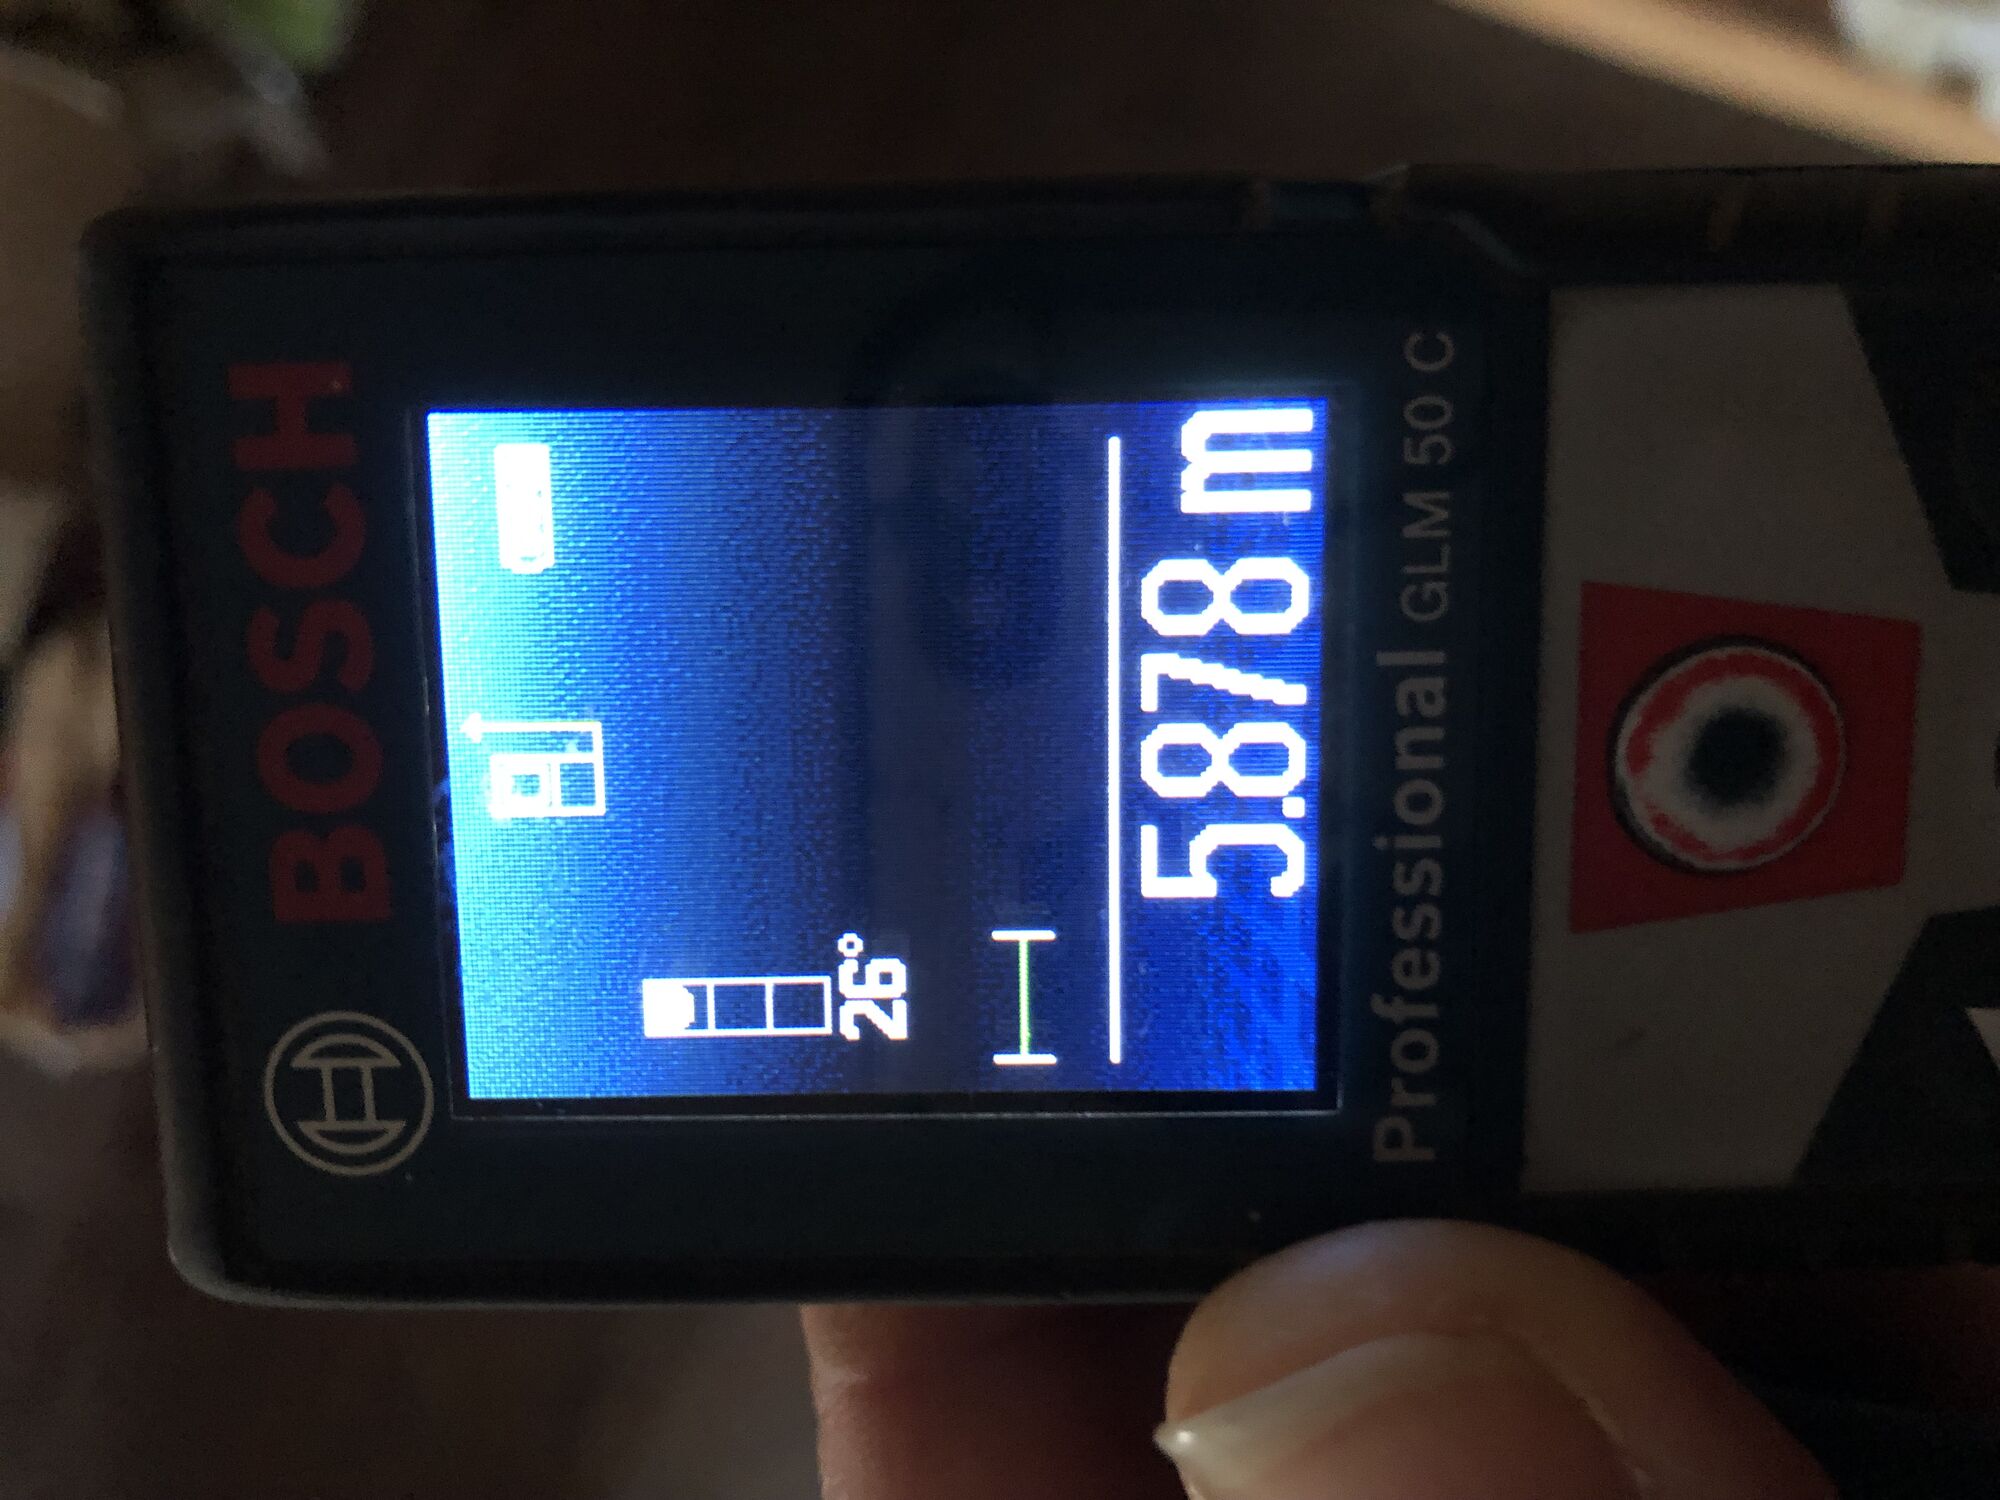 BOSCH
26°
5.878 m
Professional GLM 50 C